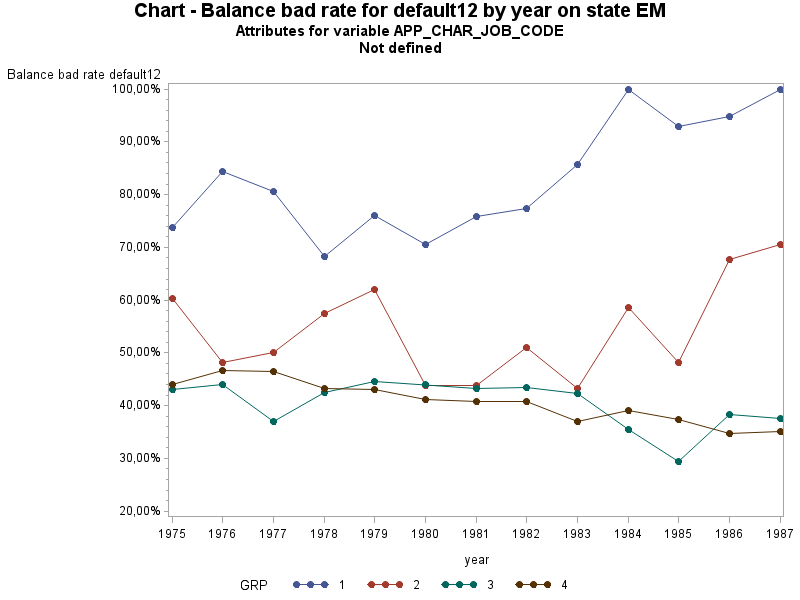 Chart - Balance bad rate for default12 by year on state EM
Attributes for variable APP_CHAR_JOB_CODE
Not defined
Balance bad rate default12
100,00%
90,00%
80,00%
70,00%
60,00%
50,00%
40,00%
30,00%
20,00%
1975 1976 1977 1978 1979 1980 1981 1982 1983 1984 1985 1986 1987
year
GRP 1 2 3 4